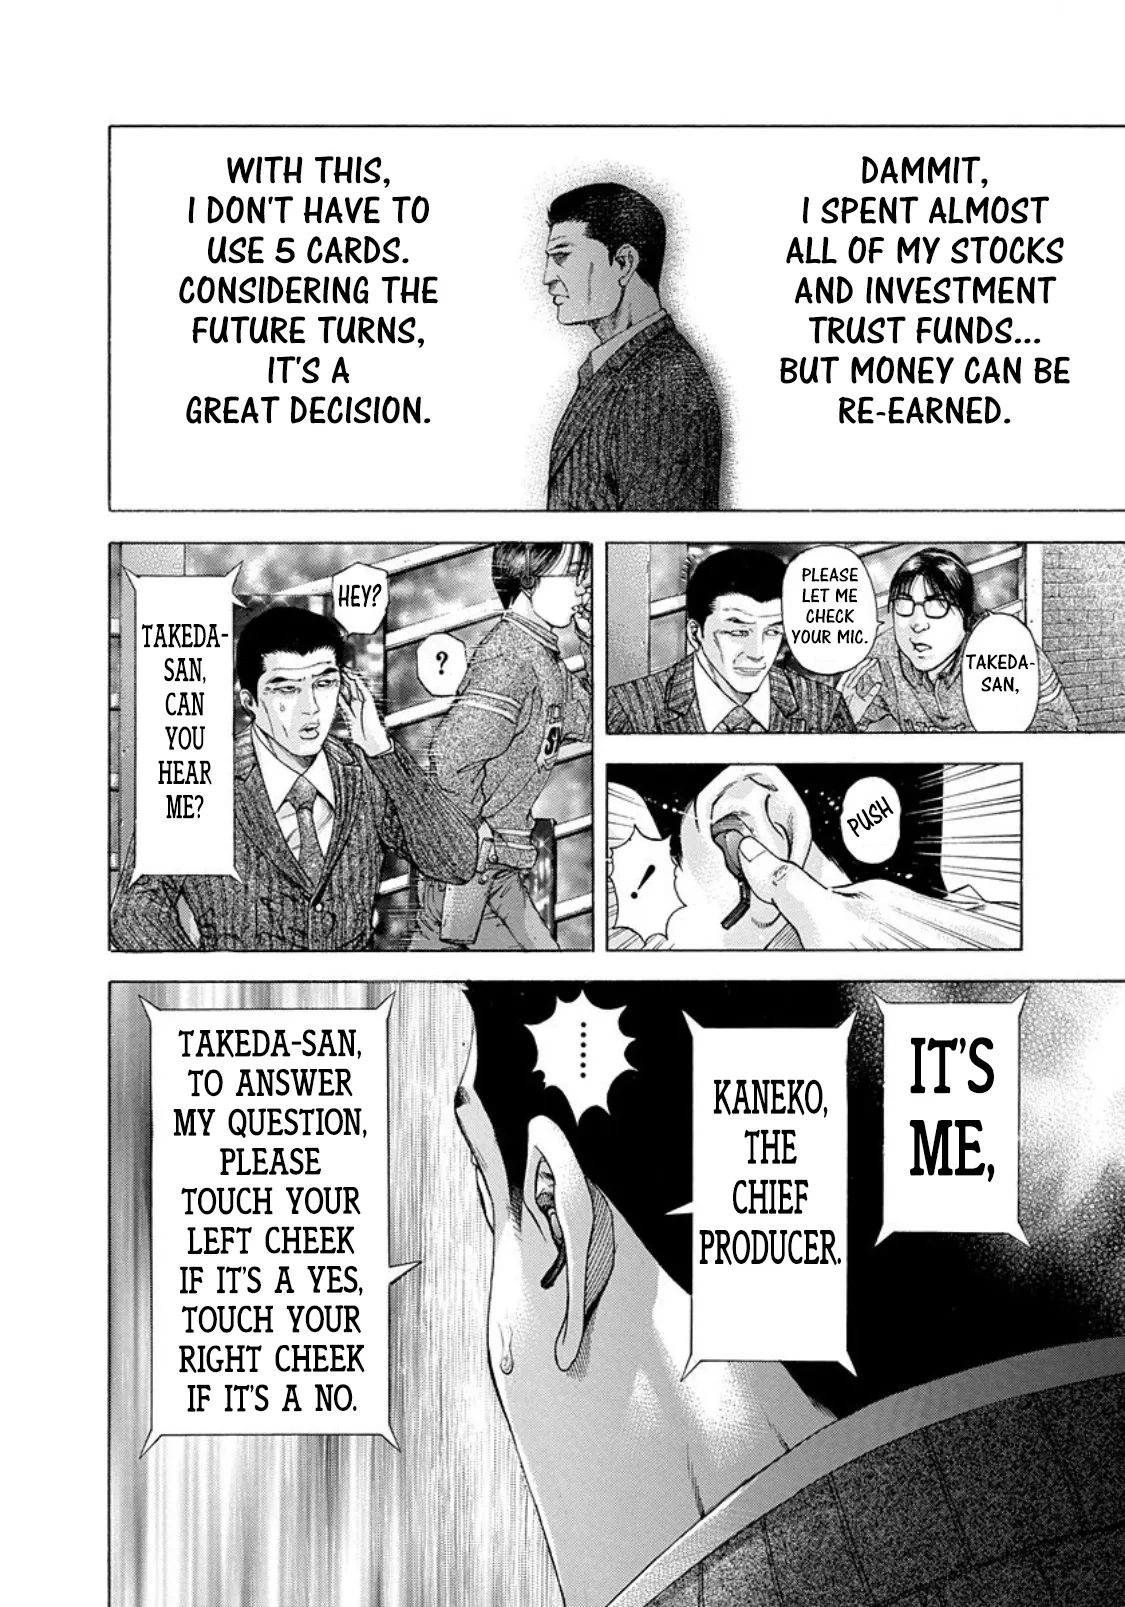 DAMMIT,
I SPENT ALMOST
ALL OF MY STOCKS
AND INVESTMENT
TRUST FUNDS...
BUT MONEY CAN BE
RE-EARNED.
WITH THIS,
I DON'T HAVE TO
USE 5 CARDS.
CONSIDERING THE
FUTURE TURNS,
IT'S A
GREAT DECISION.
TAKEDA-
SAN,
PLEASE
LET ME
CHECK
YOUR MIC.
PUSH
!
HEY?
?
TAKEDA-
SAN,
CAN
YOU
HEAR
ME?
IT'S
ME,
KANEKO,
THE
CHIEF
PRODUCER.
......
TAKEDA-SAN,
TO ANSWER
MY QUESTION,
PLEASE
TOUCH YOUR
LEFT CHEEK
IF IT'S A YES,
TOUCH YOUR
RIGHT CHEEK
IF IT'S A NO.